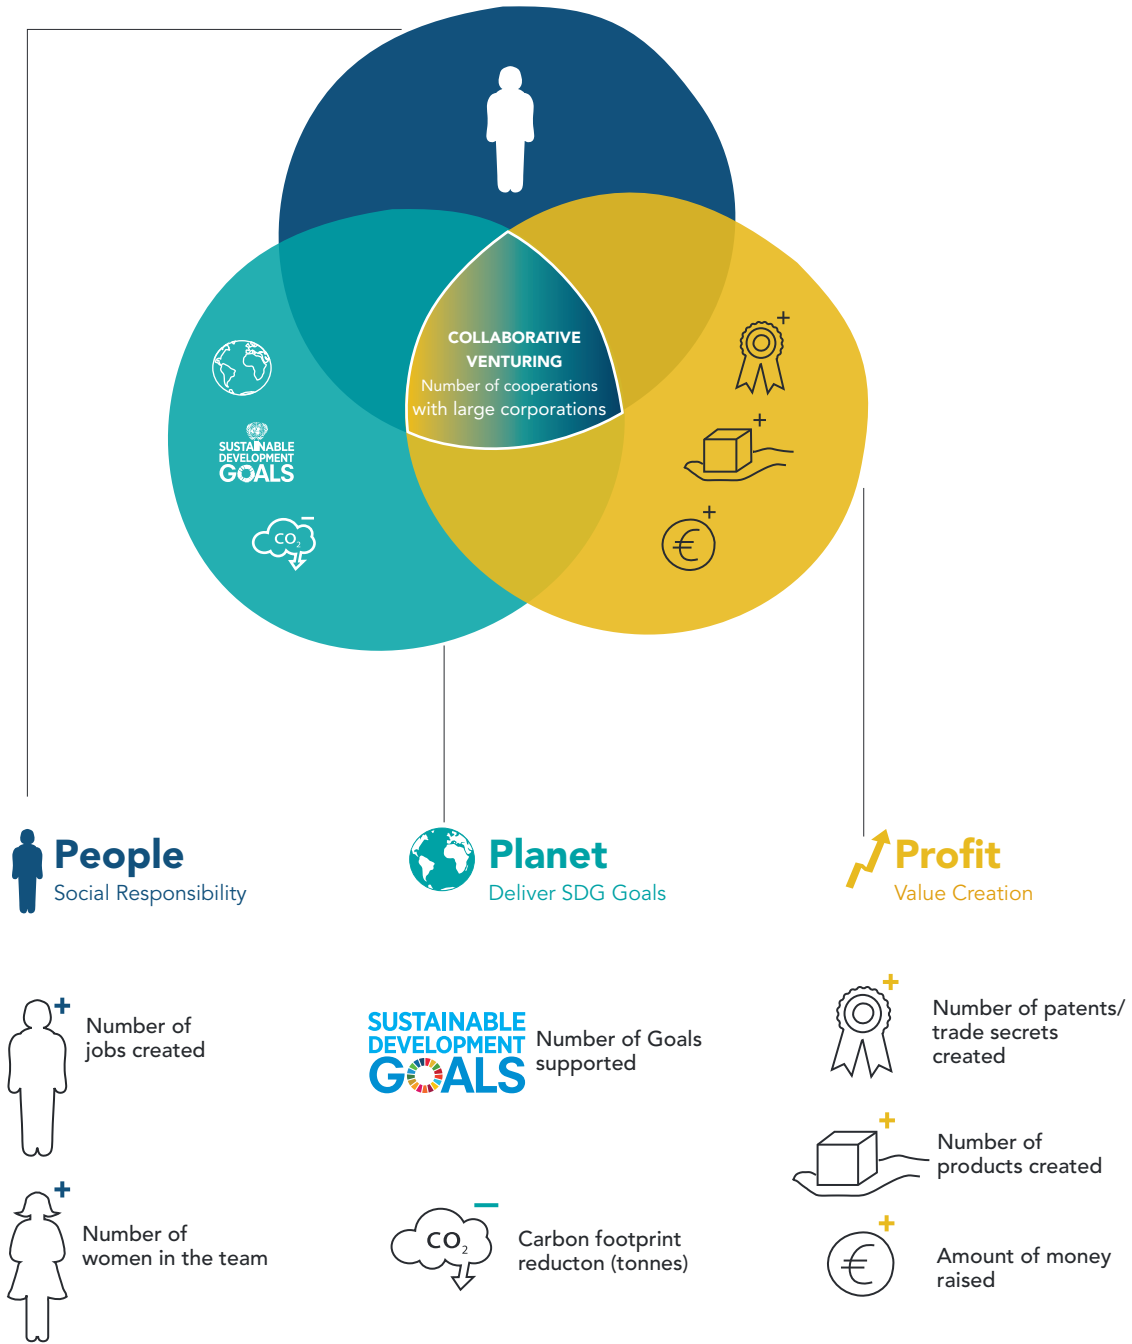 COLLABORATIVE
VENTURING
Number of cooperations
with large corporations
SUSTAINABLE
DEVELOPMENT
GOALS
CO2
€
People
Social Responsibility
Planet
Deliver SDG Goals
Profit
Value Creation
Number of
jobs created
Number of
women in the team
SUSTAINABLE
DEVELOPMENT
GOALS
Number of Goals
supported
CO2
Carbon footprint
reducton (tonnes)
Number of patents/
trade secrets
created
Number of
products created
€
Amount of money
raised